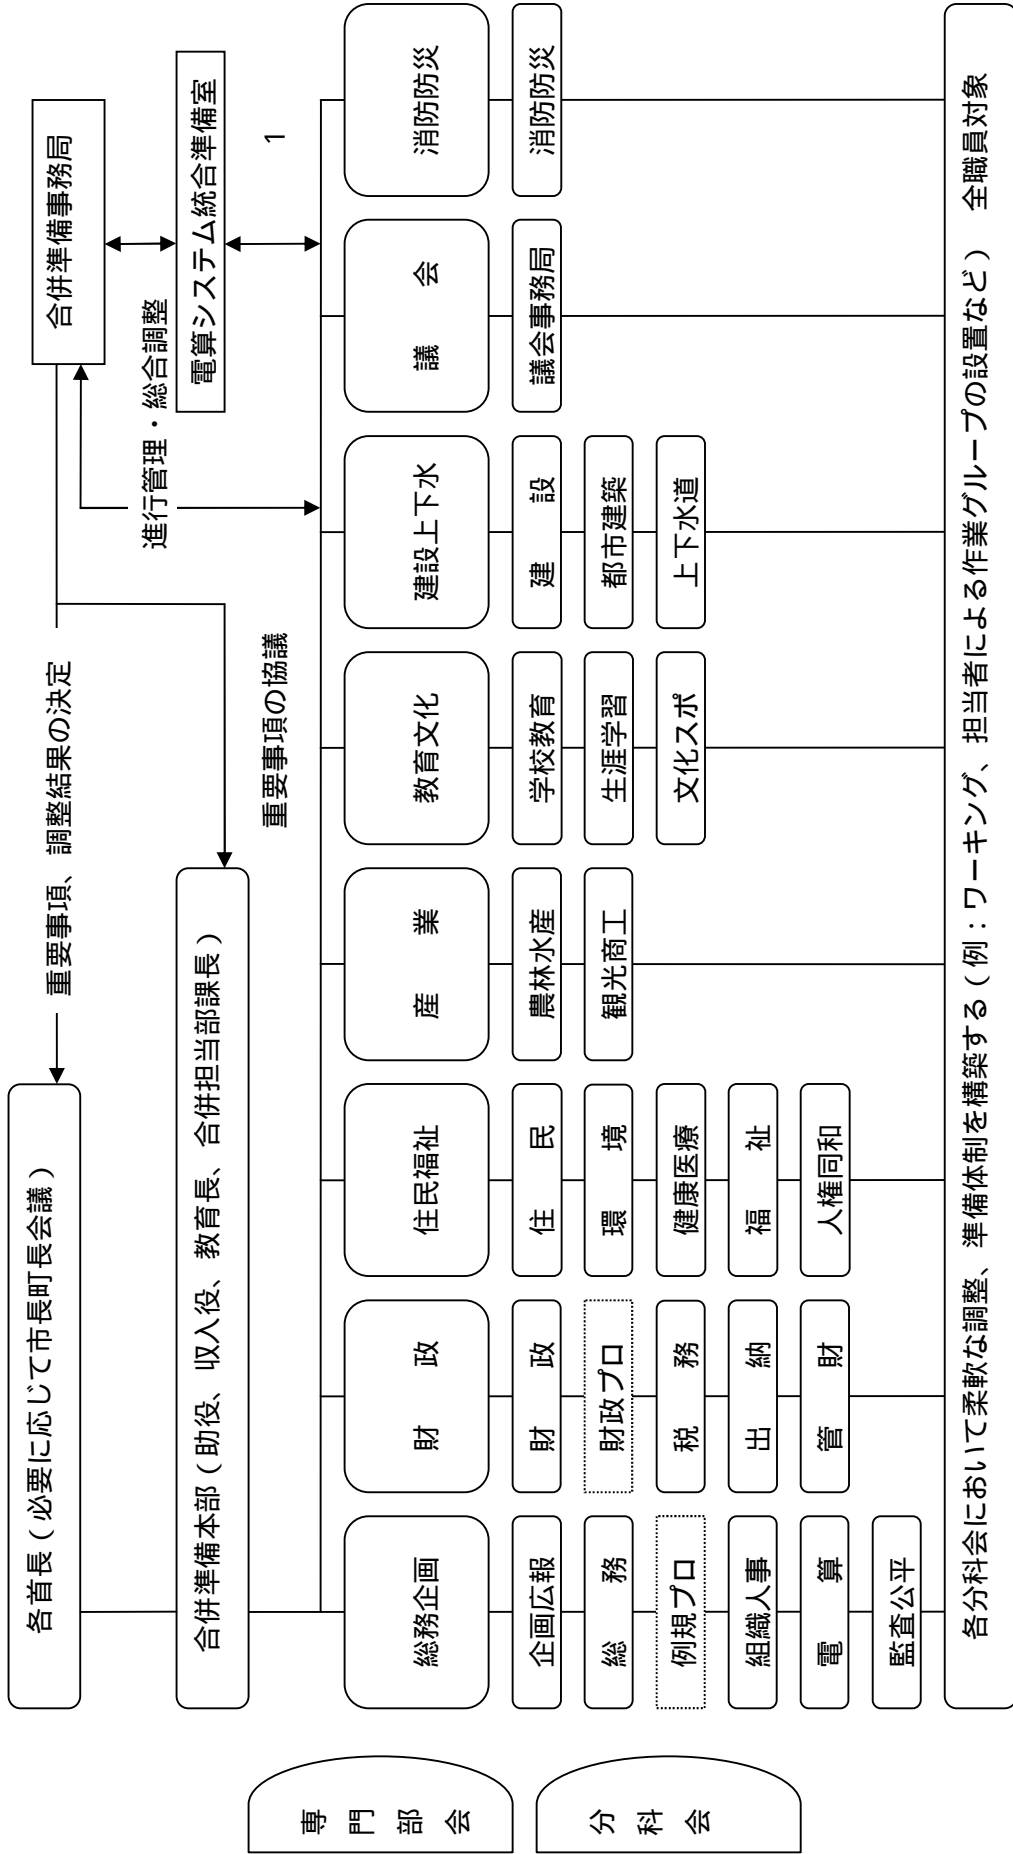 各首長（必要に応じて市長町長会議）
重要事項、調整結果の決定
合併準備事務局
進行管理・総合調整
合併準備本部（助役、収入役、教育長、合併担当部課長）
重要事項の協議
電算システム統合準備室
1
専門部会
総務企画
財政
住民福祉
産業
教育文化
建設上下水
議会
消防防災
分科会
企画広報
総務
例規プロ
組織人事
電算
監査公平
財政
財政プロ
税務
出納
管財
住民
環境
健康医療
福祉
人権同和
農林水産
観光商工
学校教育
生涯学習
文化スポ
建設
都市建築
上下水道
議会事務局
消防防災
各分科会において柔軟な調整、準備体制を構築する（例：ワーキング、担当者による作業グループの設置など） 全職員対象